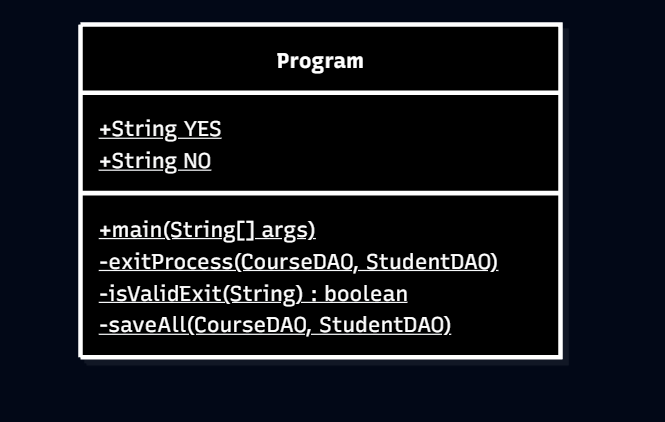 Program
+String YES
+String NO
+main(String[] args)
-exitProcess(CourseDAO, StudentDAO)
-isValidExit(String) : boolean
-saveAll(CourseDAO, StudentDAO)